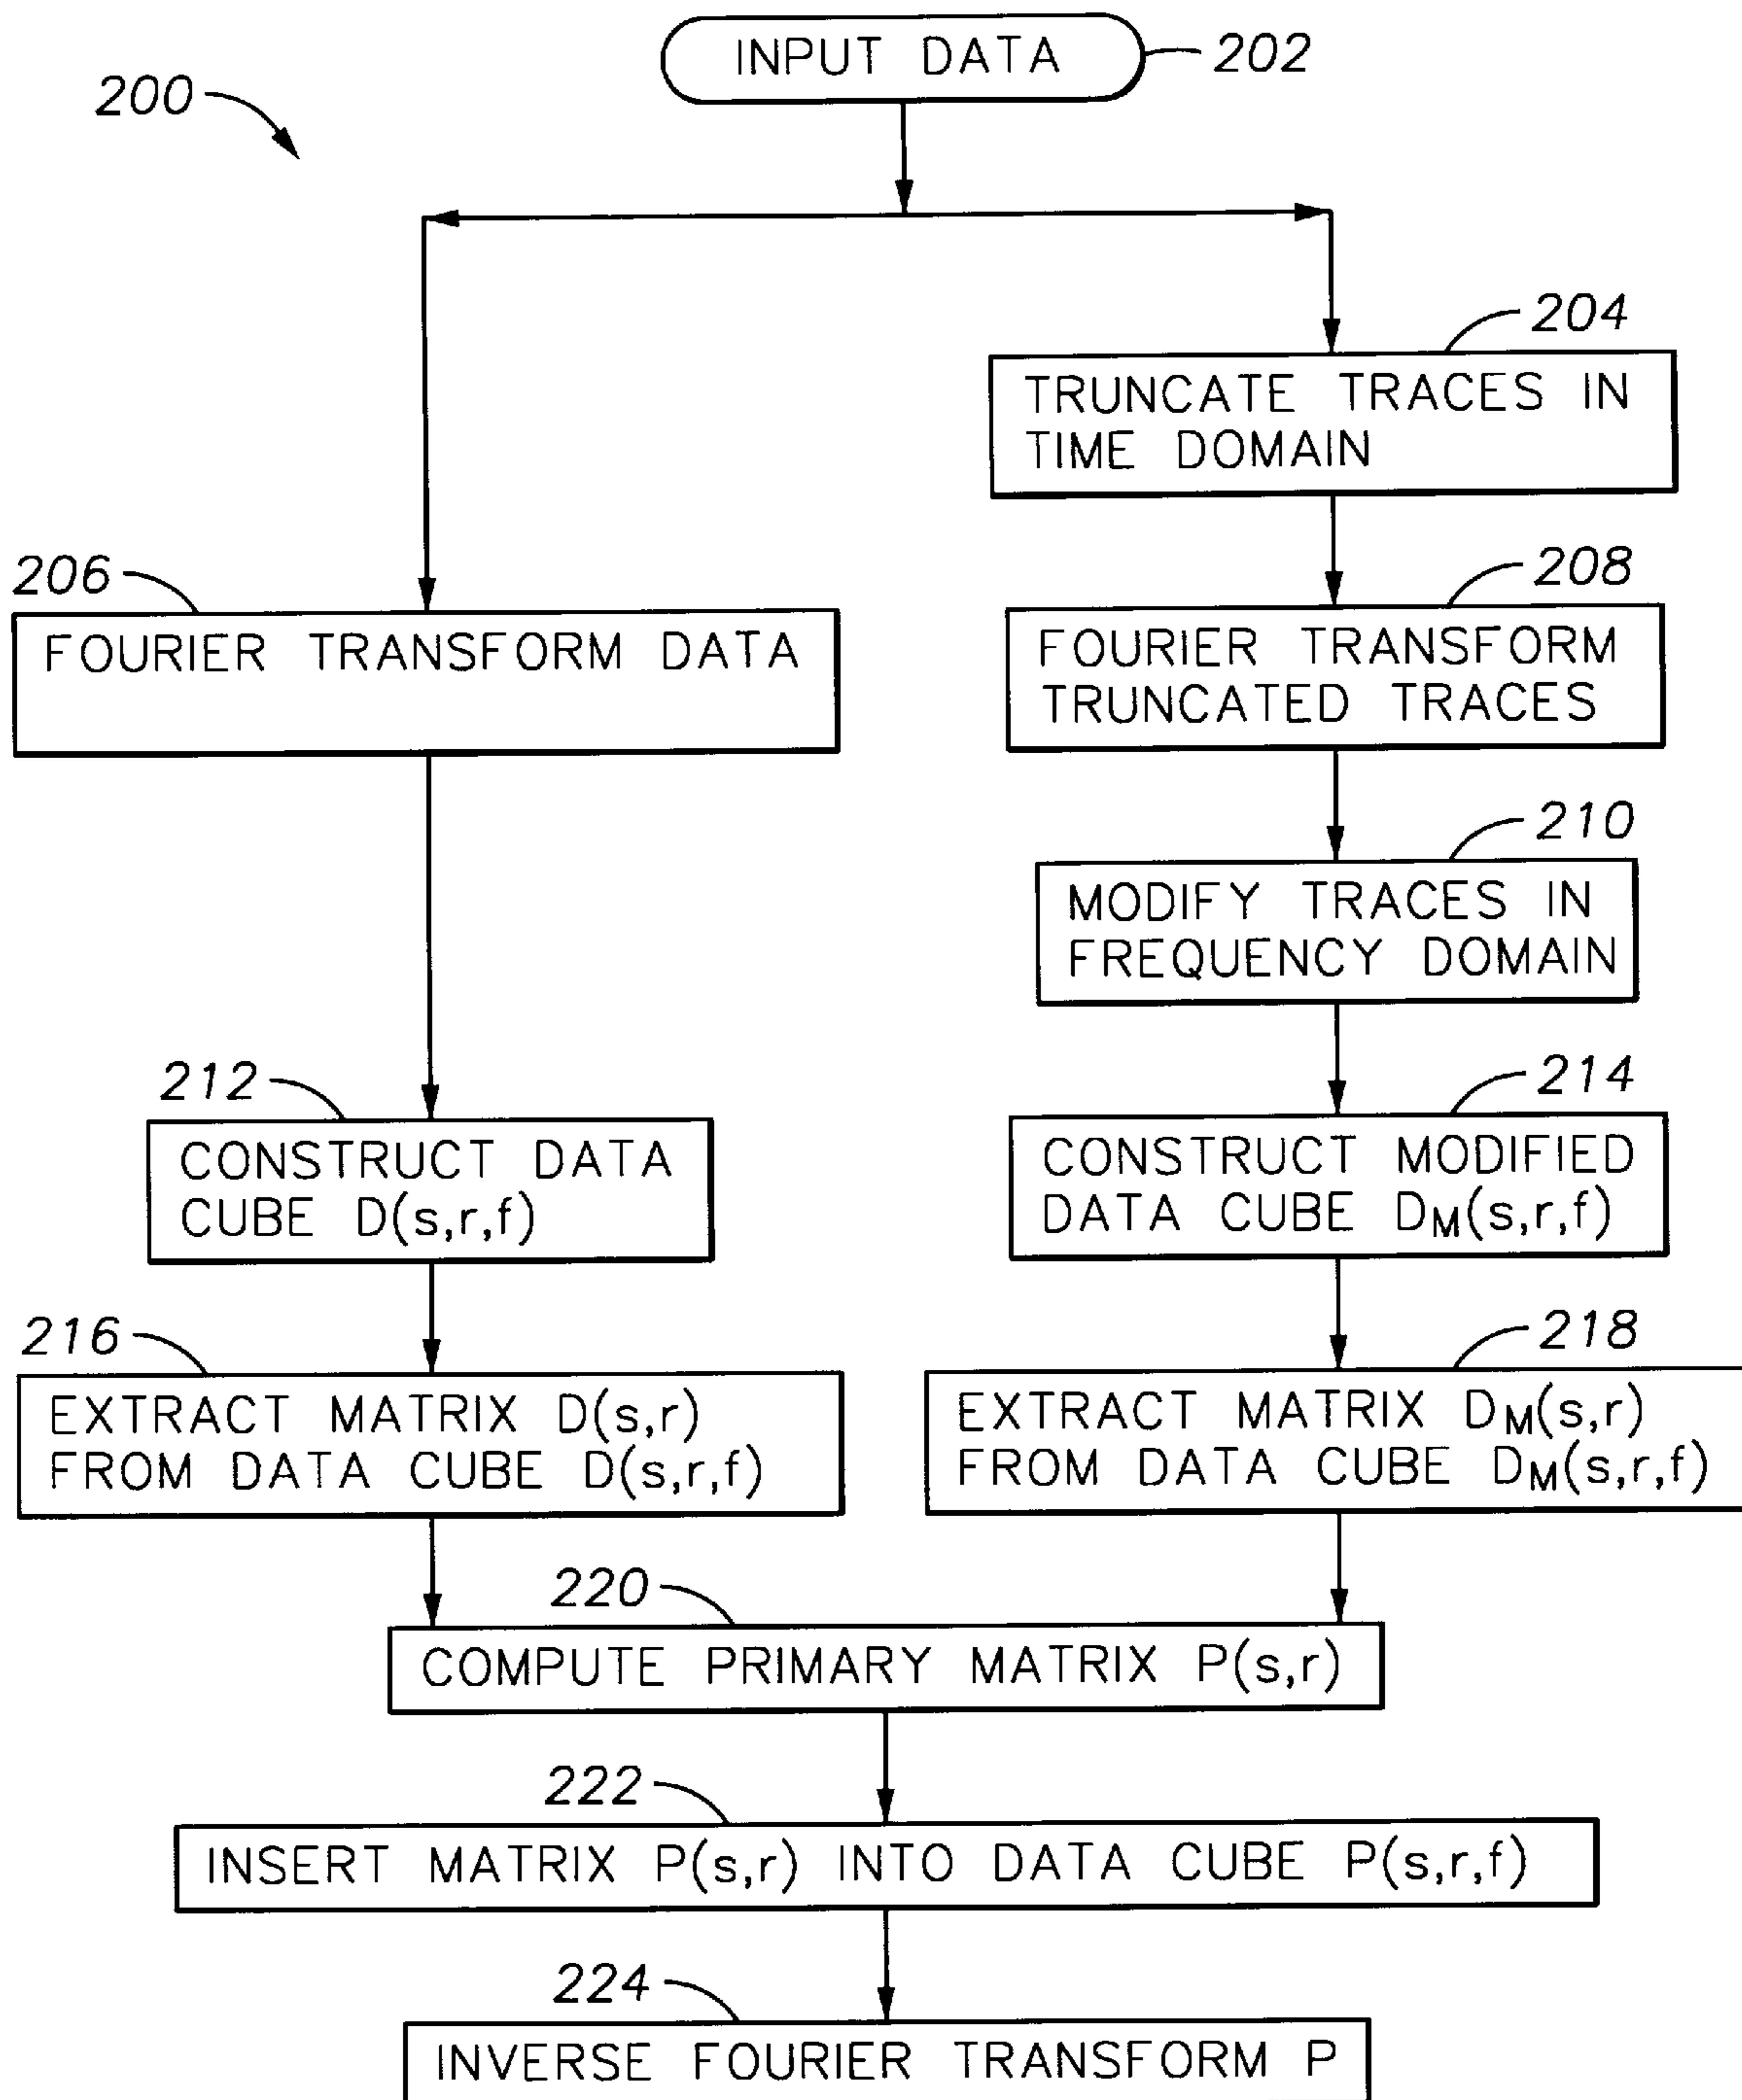 INPUT DATA
202
200
204
TRUNCATE TRACES IN
TIME DOMAIN
206
FOURIER TRANSFORM DATA
208
FOURIER TRANSFORM
TRUNCATED TRACES
210
MODIFY TRACES IN
FREQUENCY DOMAIN
212
CONSTRUCT DATA
CUBE D(s,r,f)
214
CONSTRUCT MODIFIED
DATA CUBE DM(s,r,f)
216
EXTRACT MATRIX D(s,r)
FROM DATA CUBE D(s,r,f)
218
EXTRACT MATRIX DM(s,r)
FROM DATA CUBE DM(s,r,f)
220
COMPUTE PRIMARY MATRIX P(s,r)
222
INSERT MATRIX P(s,r) INTO DATA CUBE P(s,r,f)
224
INVERSE FOURIER TRANSFORM P